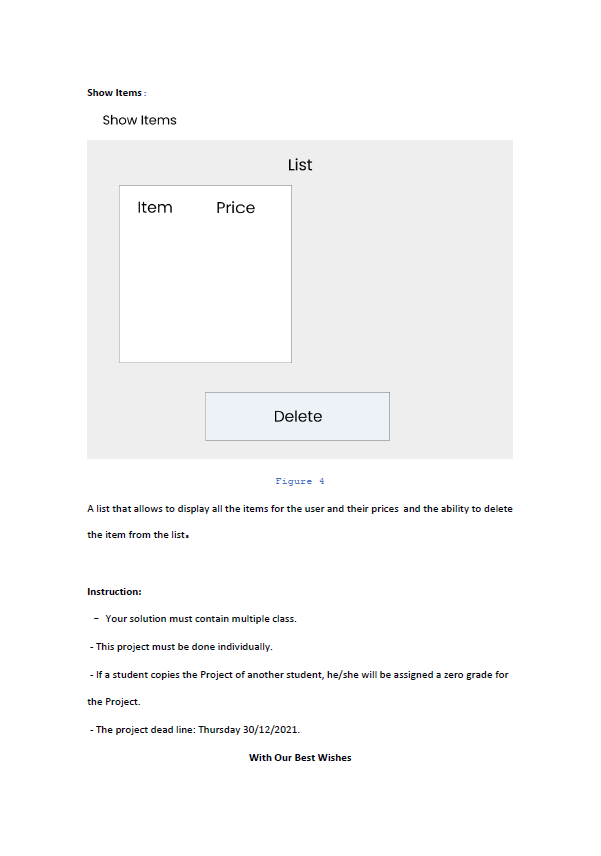 Show Items :
Show Items
List
Item Price
Delete
Figure 4
A list that allows to display all the items for the user and their prices and the ability to delete
the item from the list.
Instruction:
– Your solution must contain multiple class.
- This project must be done individually.
- If a student copies the Project of another student, he/she will be assigned a zero grade for
the Project.
- The project dead line: Thursday 30/12/2021.
With Our Best Wishes